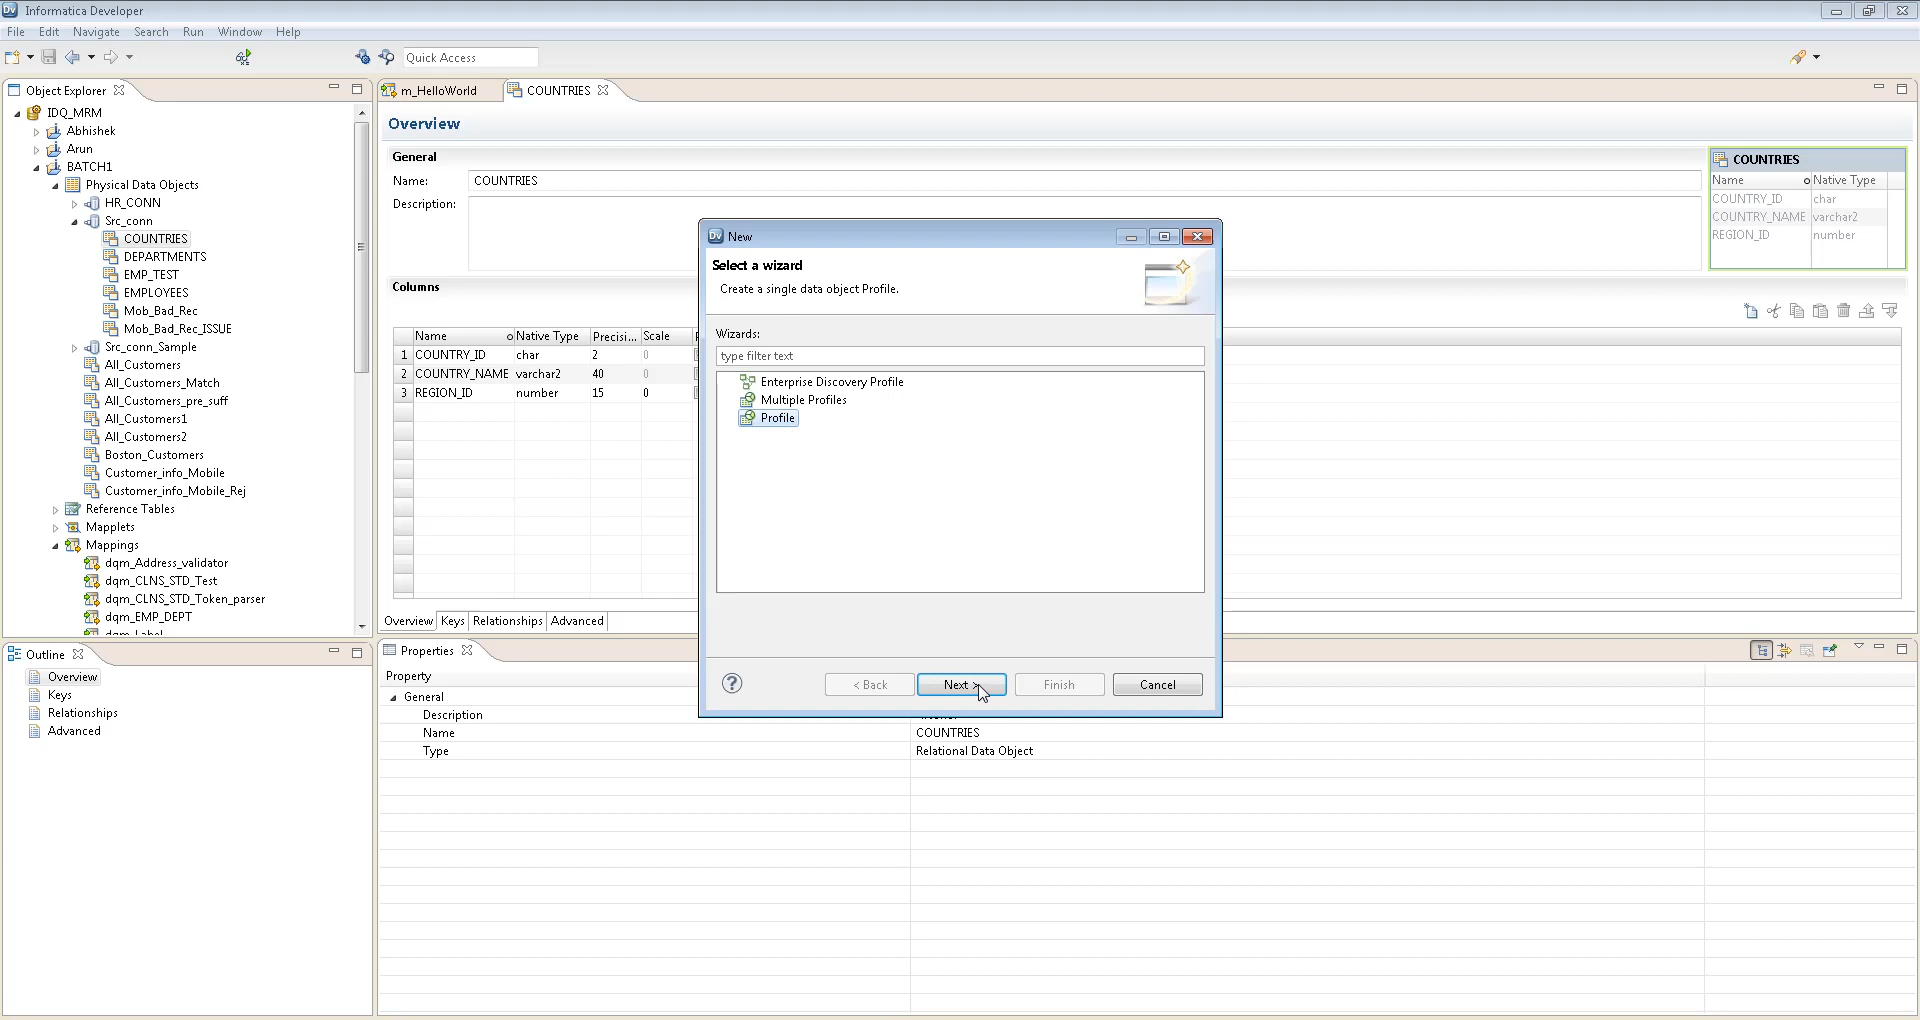 Informatica Developer
File Edit Navigate Search Run Window Help
Quick Access
Object Explorer
IDQ_MRM
Abhishek
Arun
BATCH1
Physical Data Objects
HR_CONN
Src_conn
COUNTRIES
DEPARTMENTS
EMP_TEST
EMPLOYEES
Mob_Bad_Rec
Mob_Bad_Rec_ISSUE
Src_conn_Sample
All_Customers
All_Customers_Match
All_Customers_pre_suff
All_Customers1
All_Customers2
Boston_Customers
Customer_info_Mobile
Customer_info_Mobile_Rej
Reference Tables
Mapplets
Mappings
dqm_Address_validator
dqm_CLNS_STD_Test
dqm_CLNS_STD_Token_parser
dqm_EMP_DEPT
Outline
Overview
Keys
Relationships
Advanced
m_HelloWorld COUNTRIES
Overview
General
Name: COUNTRIES
Description:
Columns
Name Native Type Precisi... Scale
1 COUNTRY_ID char 2 0
2 COUNTRY_NAME varchar2 40 0
3 REGION_ID number 15 0
Overview Keys Relationships Advanced
COUNTRIES
Name Native Type
COUNTRY_ID char
COUNTRY_NAME varchar2
REGION_ID number
Dv New
Select a wizard
Create a single data object Profile.
Wizards:
type filter text
Enterprise Discovery Profile
Multiple Profiles
Profile
? < Back Next > Finish Cancel
Properties
Property
General
Description
Name COUNTRIES
Type Relational Data Object